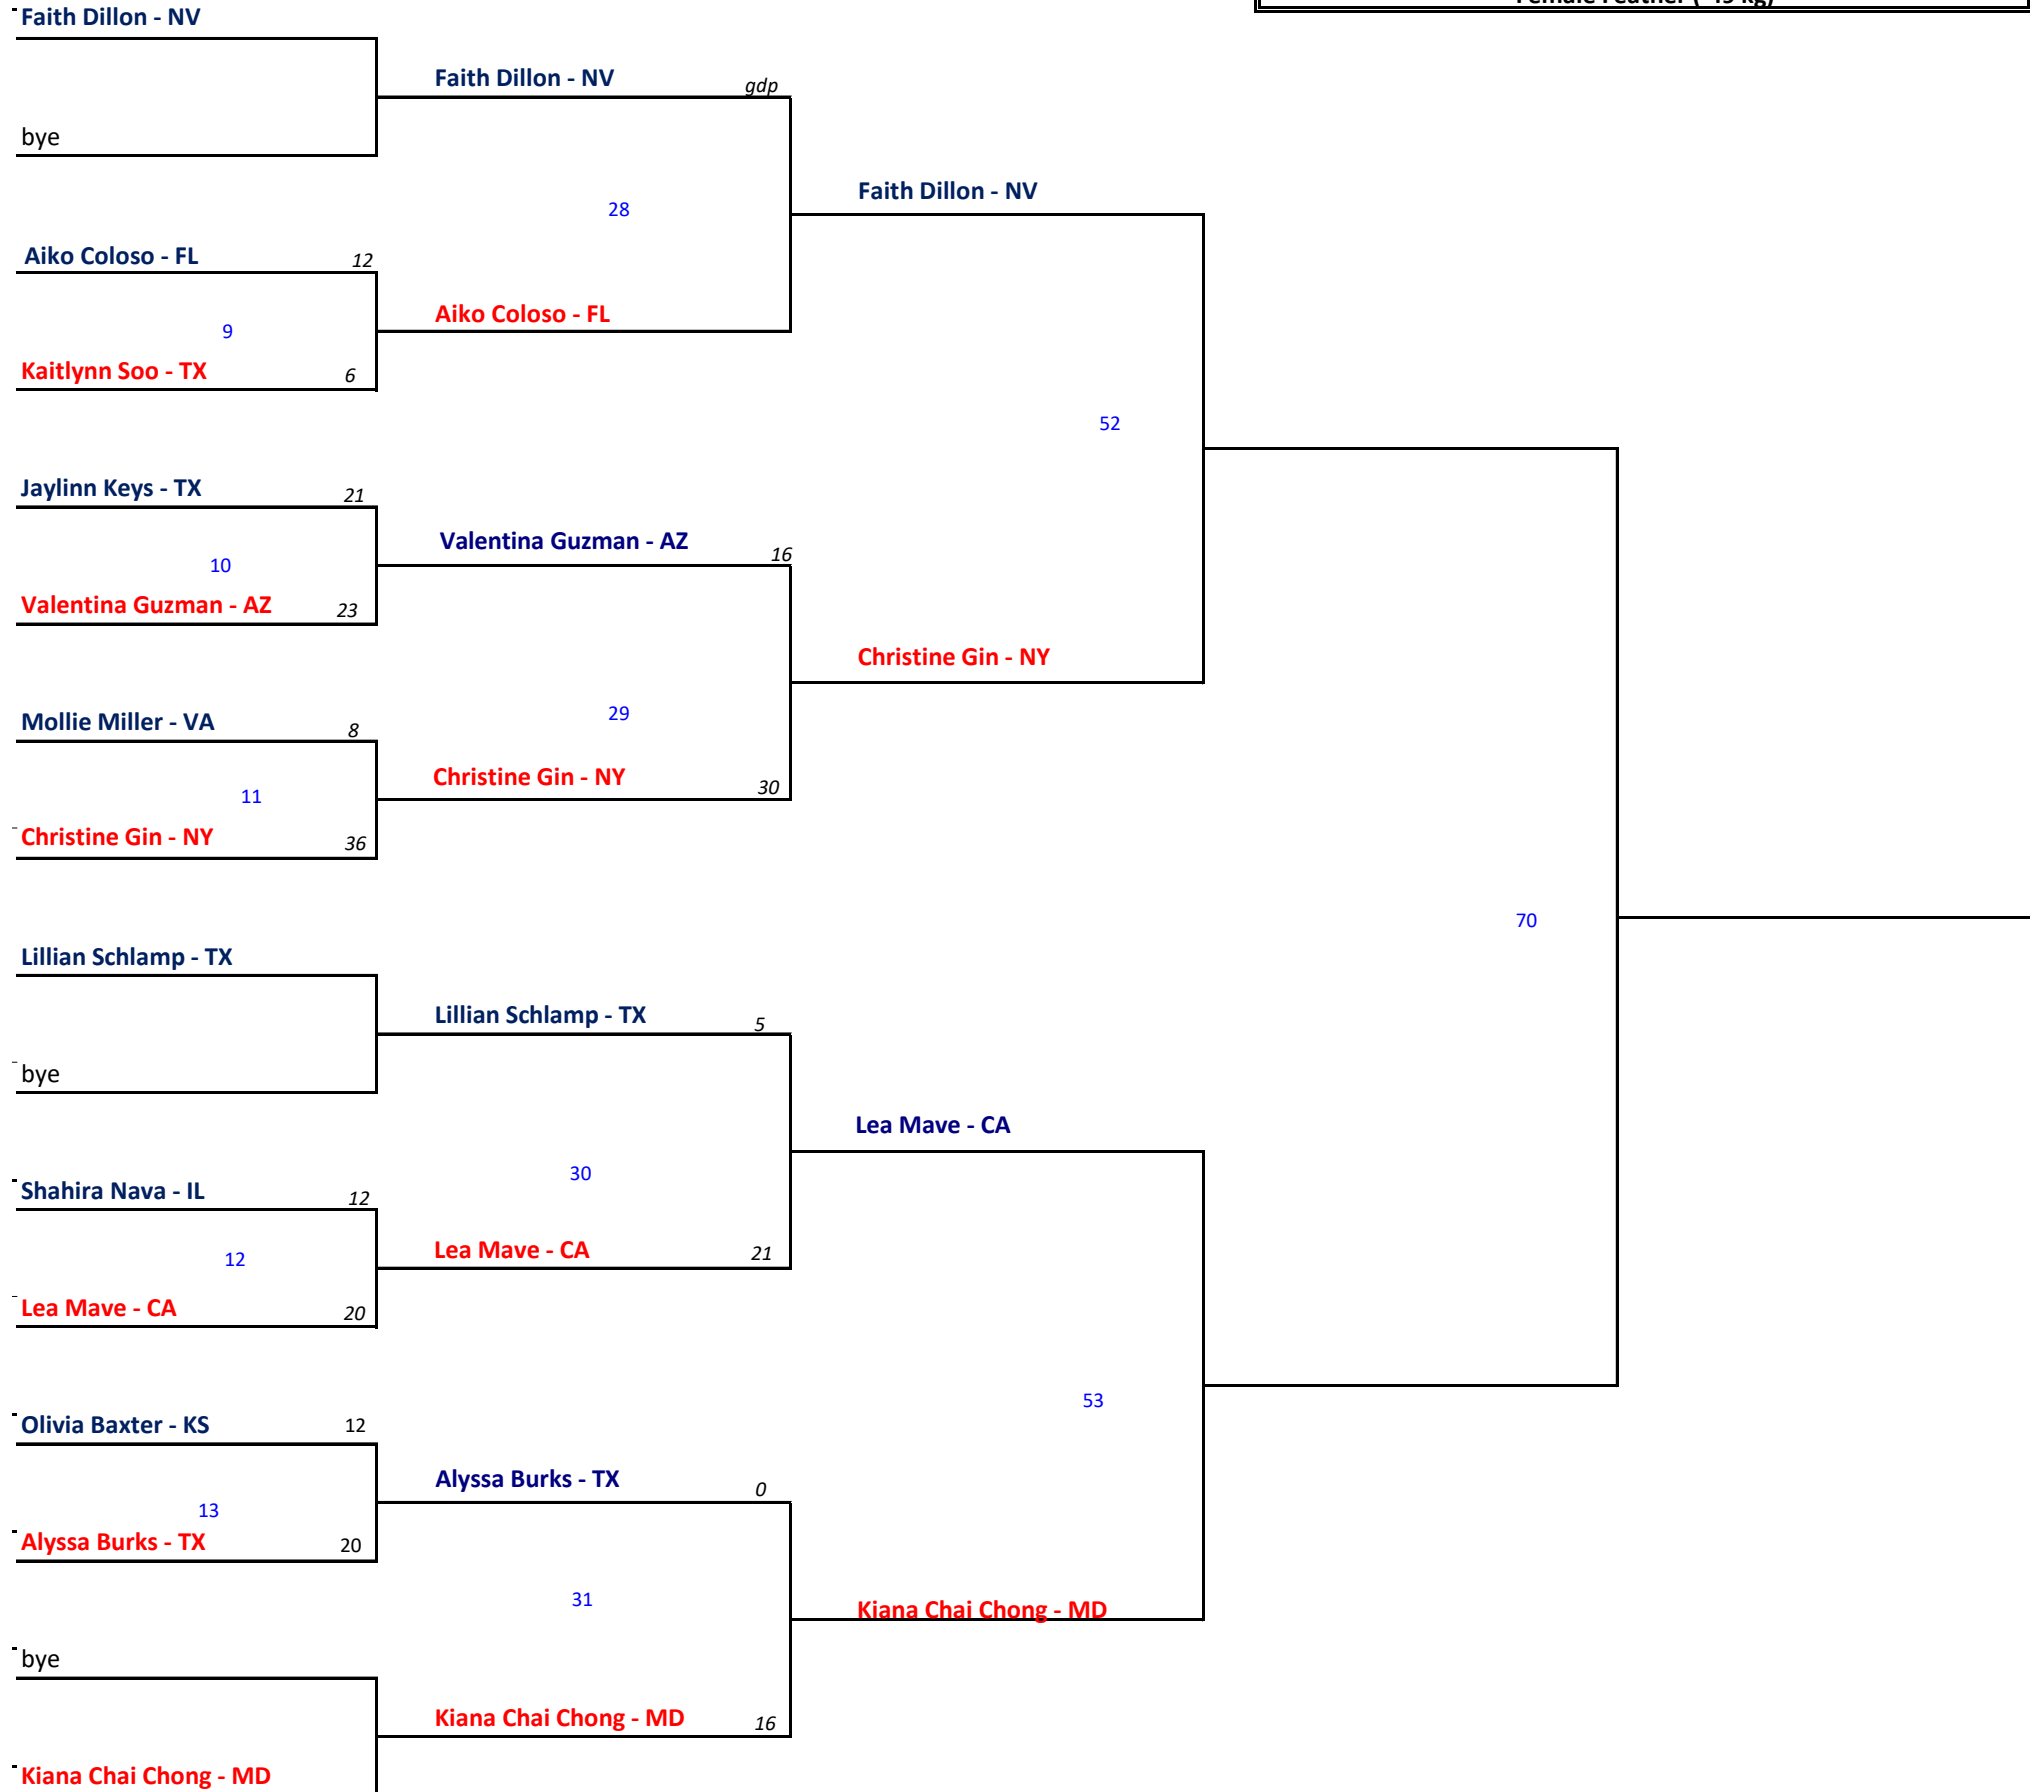 Faith Dillon - NV
Faith Dillon - NV gdp
bye
Faith Dillon - NV
28
Aiko Coloso - FL 12
Aiko Coloso - FL
9
Kaitlynn Soo - TX 6
52
Jaylinn Keys - TX 21
Valentina Guzman - AZ 16
10
Valentina Guzman - AZ 23
Christine Gin - NY
Mollie Miller - VA 8
29
Christine Gin - NY 30
11
Christine Gin - NY 36
70
Lillian Schlamp - TX
Lillian Schlamp - TX 5
bye
Lea Mave - CA
30
Shahira Nava - IL 12
Lea Mave - CA 21
12
Lea Mave - CA 20
53
Olivia Baxter - KS 12
Alyssa Burks - TX 0
13
Alyssa Burks - TX 20
31
Kiana Chai Chong - MD
bye
Kiana Chai Chong - MD 16
Kiana Chai Chong - MD